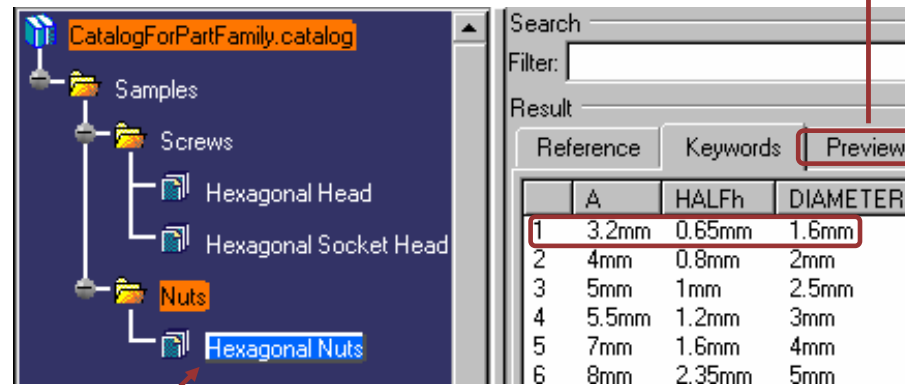 CatalogForPartFamily.catalog
Samples
Screws
Hexagonal Head
Hexagonal Socket Head
Nuts
Hexagonal Nuts
Search
Filter:
Result
Reference Keywords Preview
A HALFh DIAMETER
1 3.2mm 0.65mm 1.6mm
2 4mm 0.8mm 2mm
3 5mm 1mm 2.5mm
4 5.5mm 1.2mm 3mm
5 7mm 1.6mm 4mm
6 8mm 2.35mm 5mm